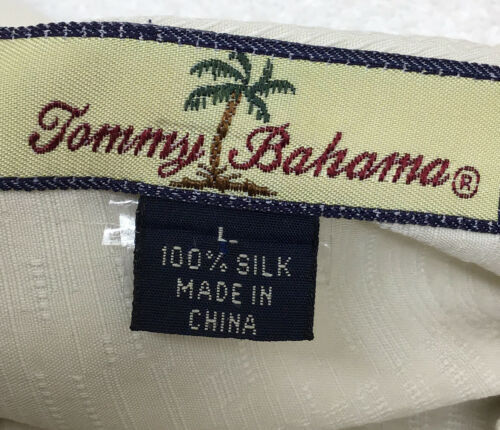 Tommy Bahama®
L
100% SILK
MADE IN
CHINA